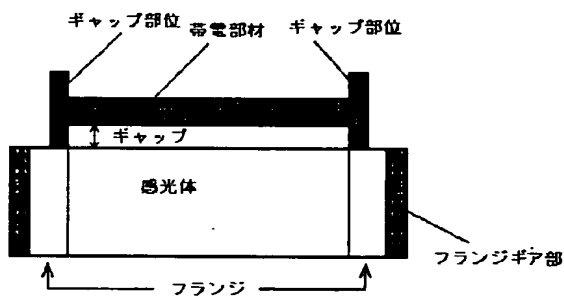 ギャップ部位
帯電部材
ギャップ部位
ギャップ
感光体
フランジギア部
フランジ